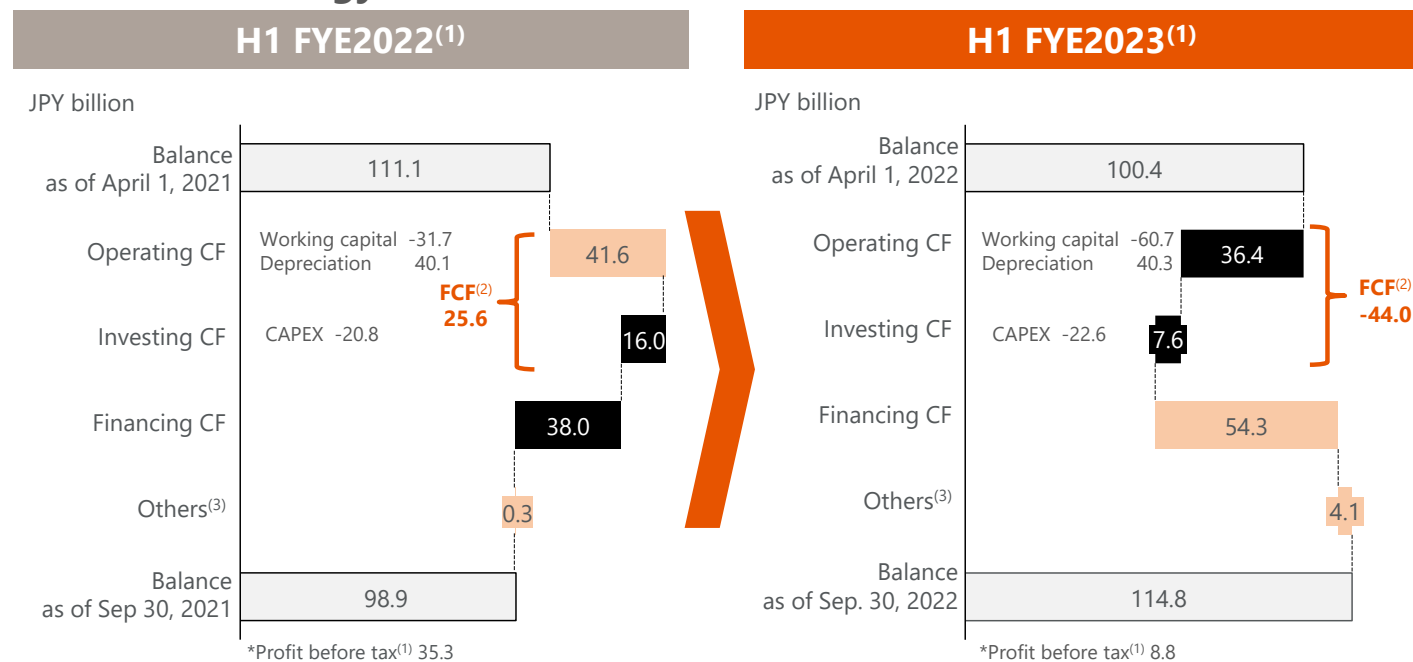 H1 FYE2022(1)
JPY billion
Balance
as of April 1, 2021
111.1
Operating CF
Working capital -31.7
Depreciation 40.1
41.6
FCF(2)
25.6
Investing CF
CAPEX -20.8
16.0
Financing CF
38.0
Others(3)
0.3
Balance
as of Sep 30, 2021
98.9
*Profit before tax(1) 35.3
H1 FYE2023(1)
JPY billion
Balance
as of April 1, 2022
100.4
Operating CF
Working capital -60.7
Depreciation 40.3
36.4
FCF(2)
-44.0
Investing CF
CAPEX -22.6
7.6
Financing CF
54.3
Others(3)
4.1
Balance
as of Sep. 30, 2022
114.8
*Profit before tax(1) 8.8